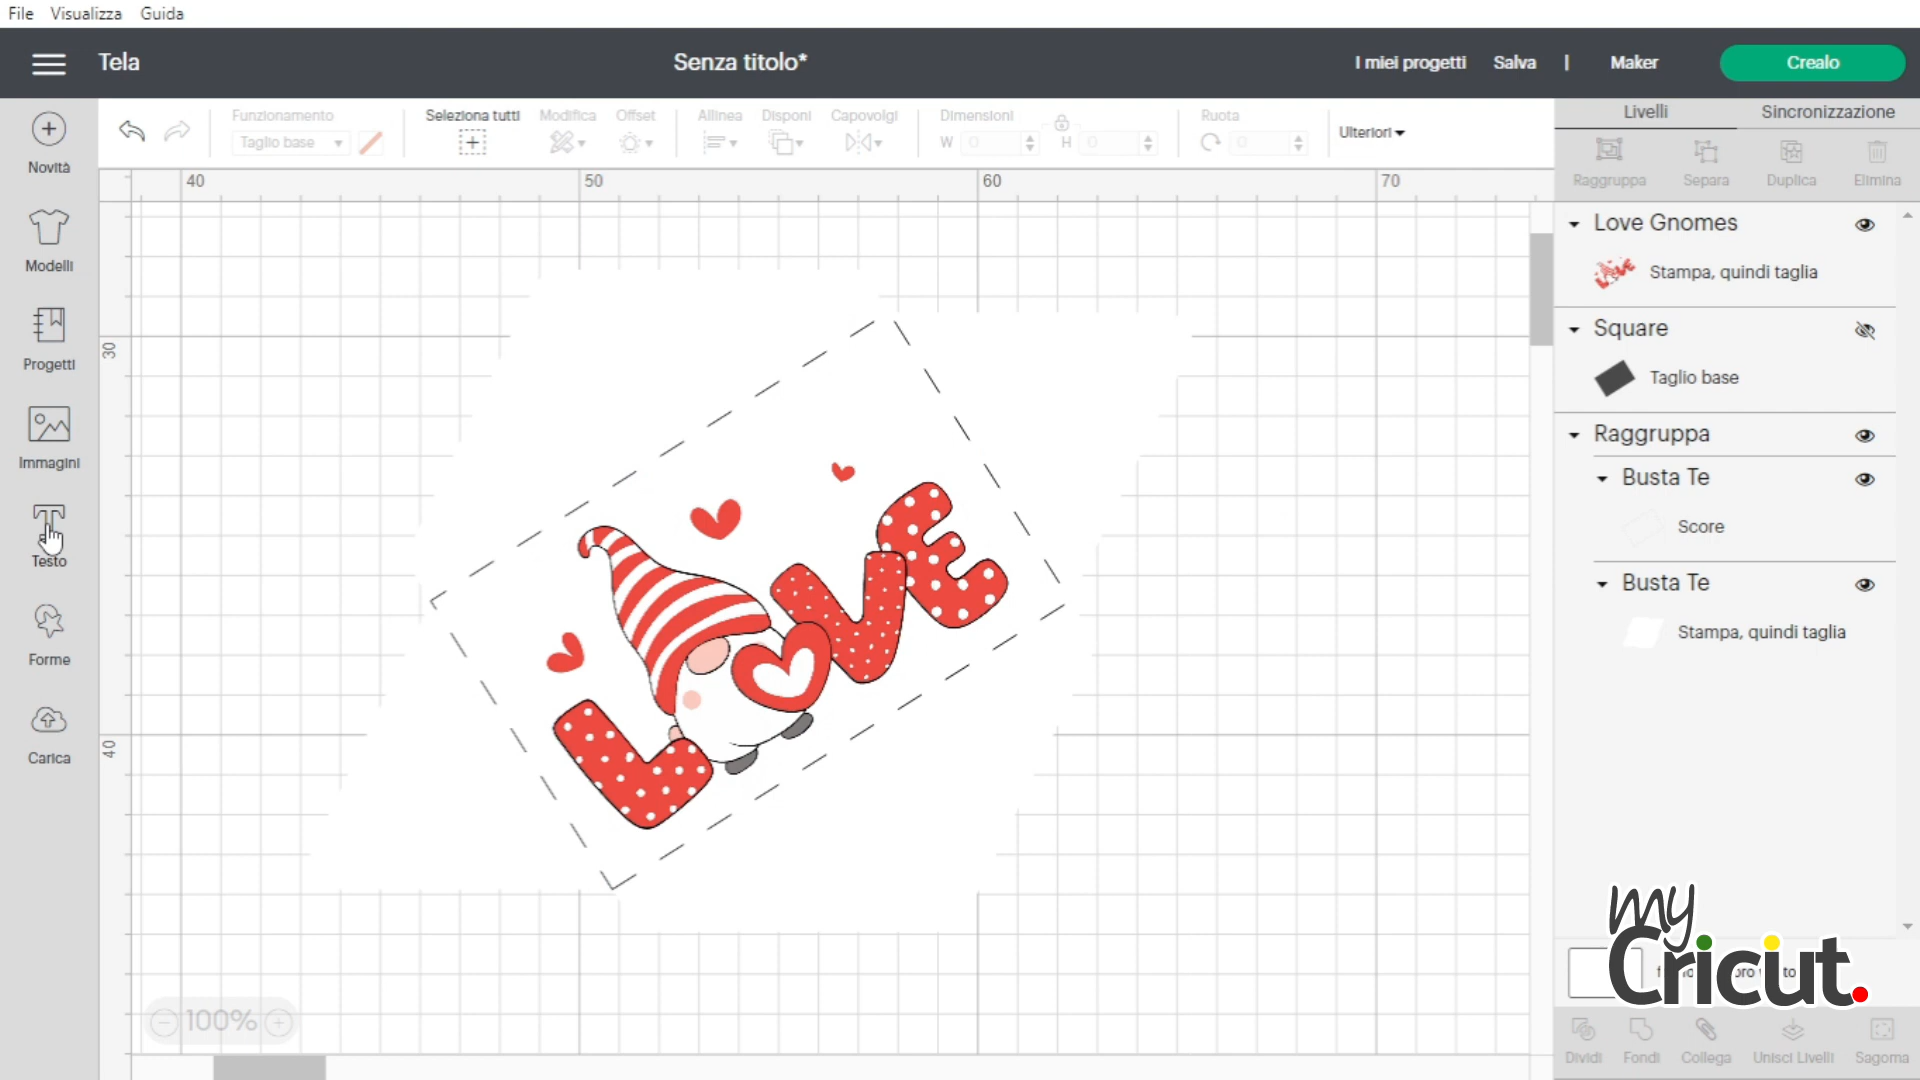 File Visualizza Guida
Tela
Senza titolo*
I miei progetti Salva | Maker Crealo
Novità
Modelli
Progetti
Immagini
Testo
Forme
Carica
Funzionamento
Taglio base
Seleziona tutti
Modifica
Offset
Allinea
Disponi
Capovolgi
Dimensioni
W 0 H 0
Ruota
0
Ulteriori
40 50 60 70
30
40
LOVE
100%
Livelli Sincronizzazione
Raggruppa Separa Duplica Elimina
Love Gnomes
Stampa, quindi taglia
Square
Taglio base
Raggruppa
Busta Te
Score
Busta Te
Stampa, quindi taglia
my
Cricut.
Dividi Fondi Collega Unisci Livelli Sagoma